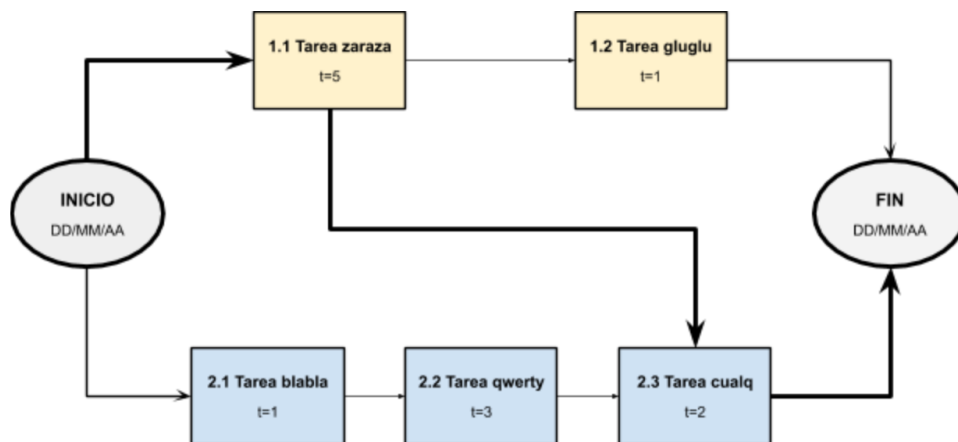 1.1 Tarea zaraza
t=5
1.2 Tarea gluglu
t=1
INICIO
DD/MM/AA
FIN
DD/MM/AA
2.1 Tarea blabla
t=1
2.2 Tarea qwerty
t=3
2.3 Tarea cualq
t=2